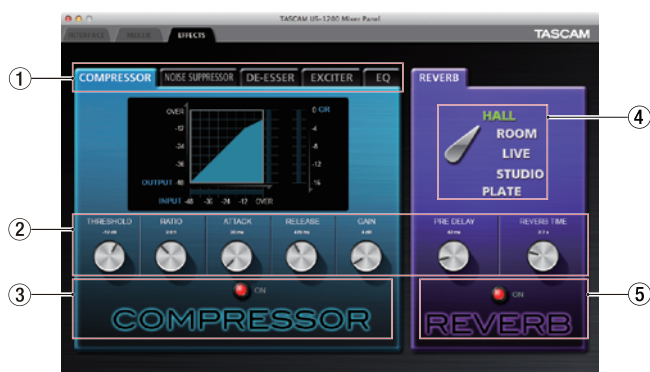 TASCAM US-1200 Mixer Panel
INTERFACE MIXER EFFECTS TASCAM
① COMPRESSOR NOISE SUPPRESSOR DE-ESSER EXCITER EQ REVERB
OVER 0 GR
-12 -4
-24 -8
-36 -12
OUTPUT -48 -16
INPUT -48 -36 -24 -12 OVER
④ HALL
ROOM
LIVE
STUDIO
PLATE
② THRESHOLD RATIO ATTACK RELEASE GAIN PRE DELAY REVERB TIME
③ ON
COMPRESSOR
⑤ ON
REVERB